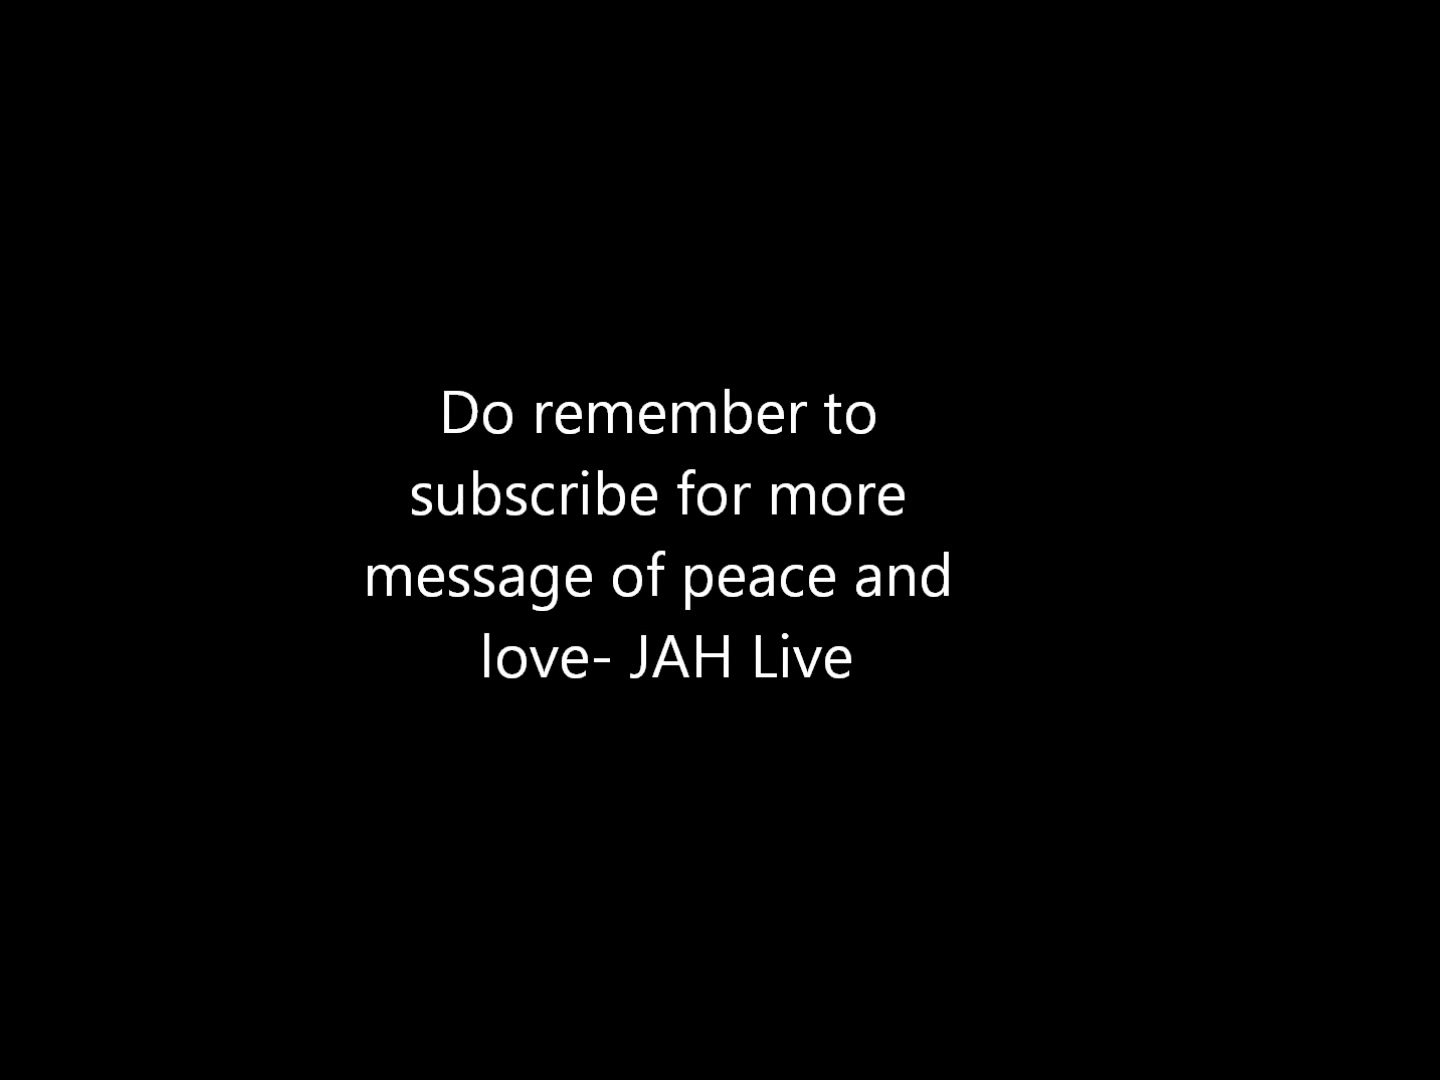 Do remember to
subscribe for more
message of peace and
love- JAH Live